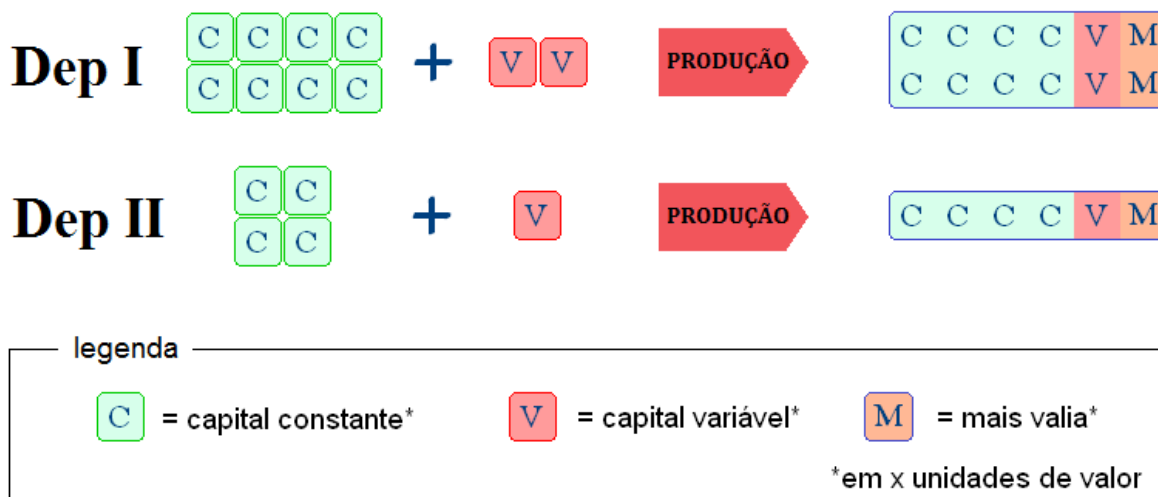 C C C C
Dep I + V V PRODUÇÃO C C C C V M
C C C C C C C C V M
C C
Dep II + V PRODUÇÃO C C C C V M
C C
legenda
C = capital constante* V = capital variável* M = mais valia*
*em x unidades de valor